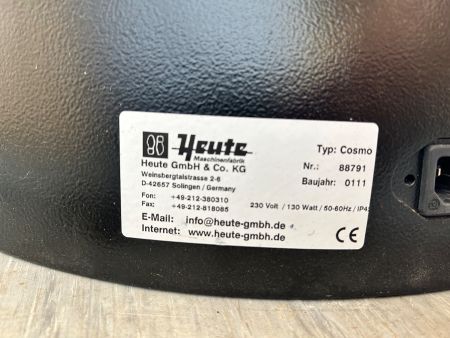 Heute
Maschinenfabrik
Heute GmbH & Co. KG
Weinsbergtalstrasse 2-6
D-42657 Solingen / Germany
Fon: +49-212-380310
Fax: +49-212-818085
E-Mail: info@heute-gmbh.de
Internet: www.heute-gmbh.de
Typ: Cosmo
Nr.: 88791
Baujahr: 0111
230 Volt / 130 Watt / 50-60Hz /
CE